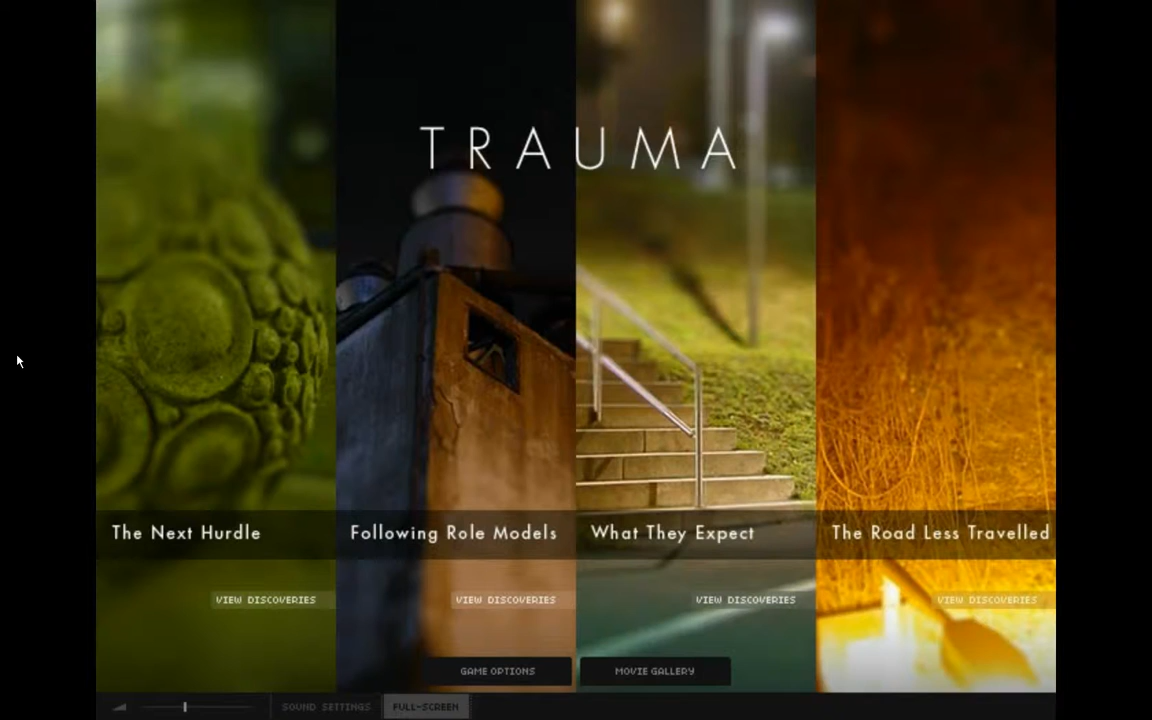 TRAUMA
The Next Hurdle
Following Role Models
What They Expect
The Road Less Travelled
VIEW DISCOVERIES
VIEW DISCOVERIES
VIEW DISCOVERIES
VIEW DISCOVERIES
GAME OPTIONS
MOVIE GALLERY
SOUND SETTINGS
FULL-SCREEN